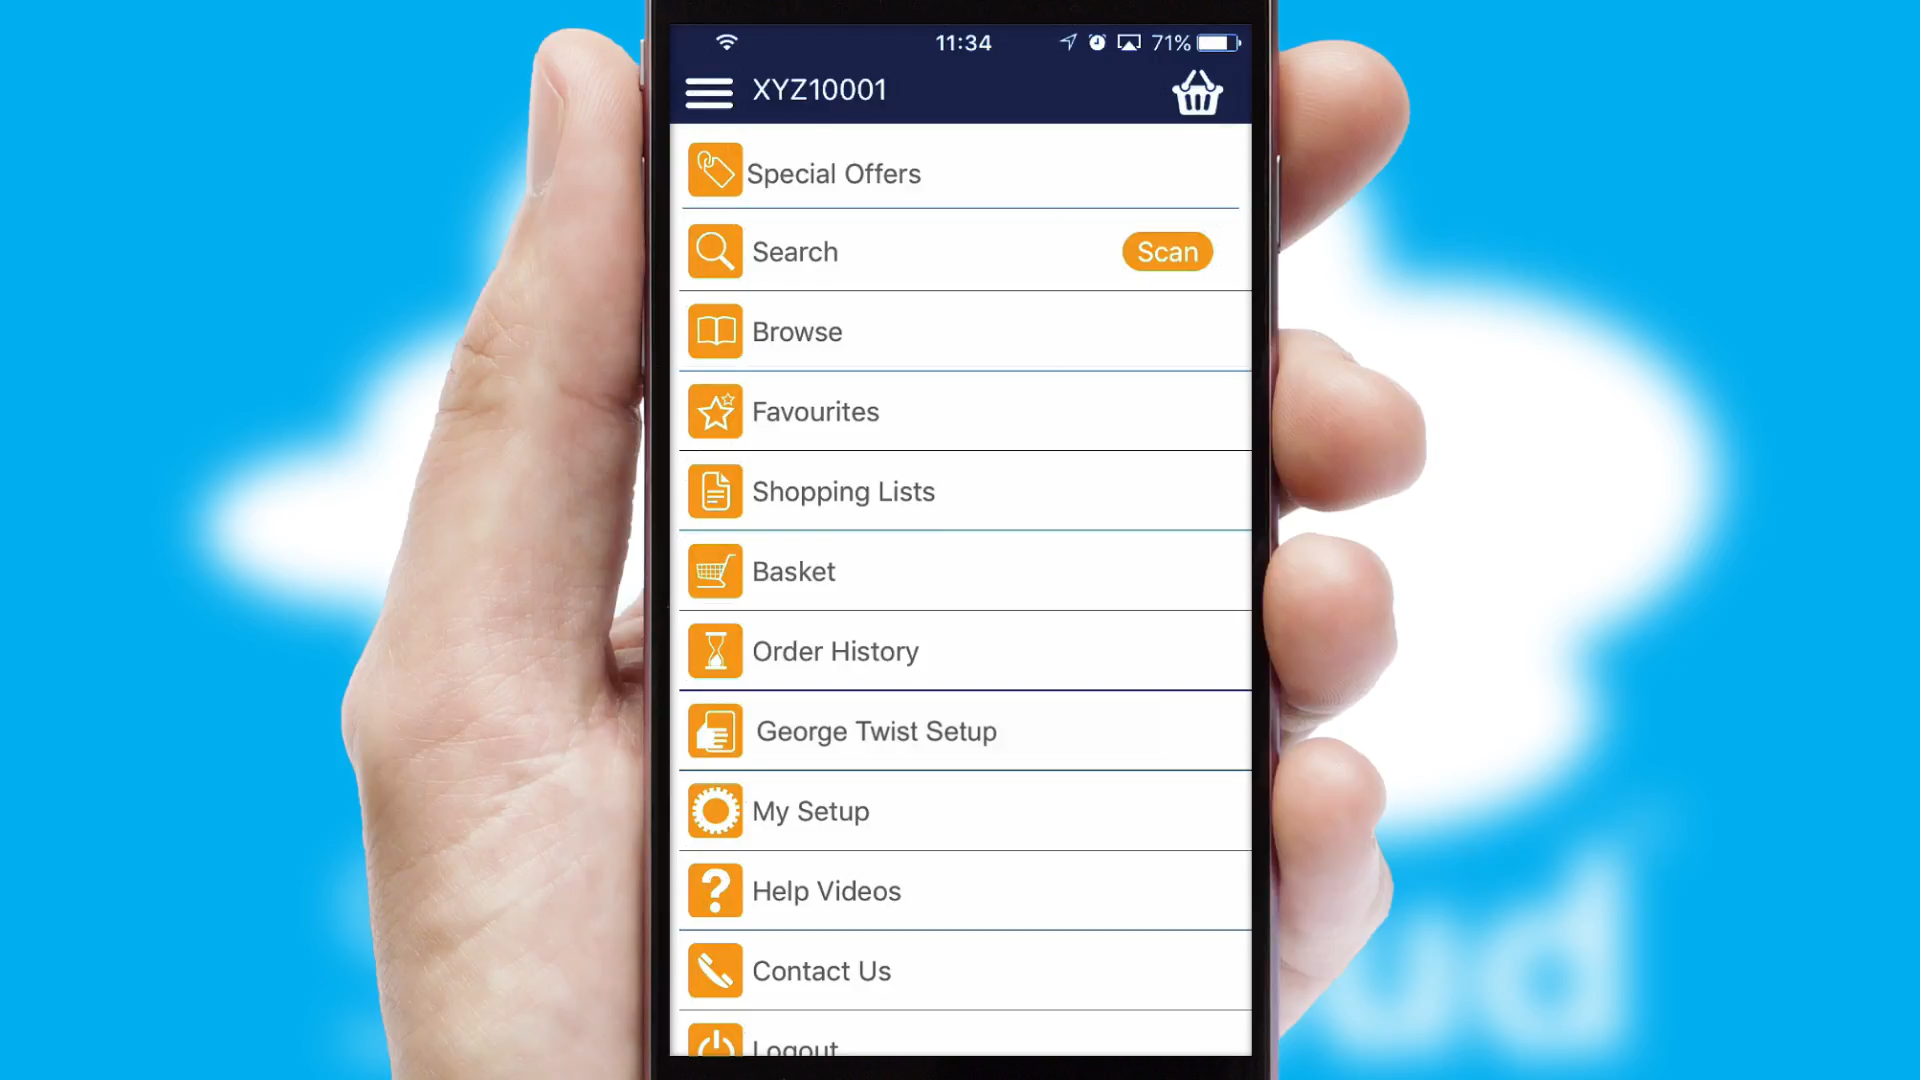 11:34
71%
XYZ10001
Special Offers
Search
Scan
Browse
Favourites
Shopping Lists
Basket
Order History
George Twist Setup
My Setup
Help Videos
Contact Us
Logout